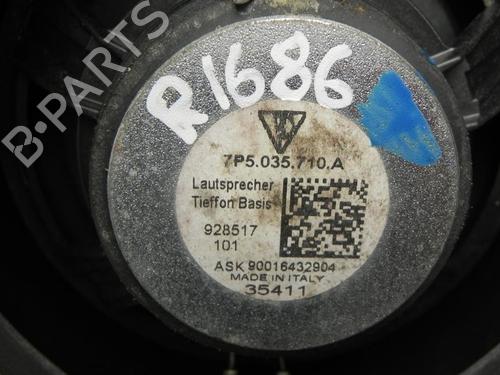 B-PARTS
R1686
7P5.035.710.A
Lautsprecher
Tieffon Basis
928517
101
ASK 90016432904
MADE IN ITALY
35411